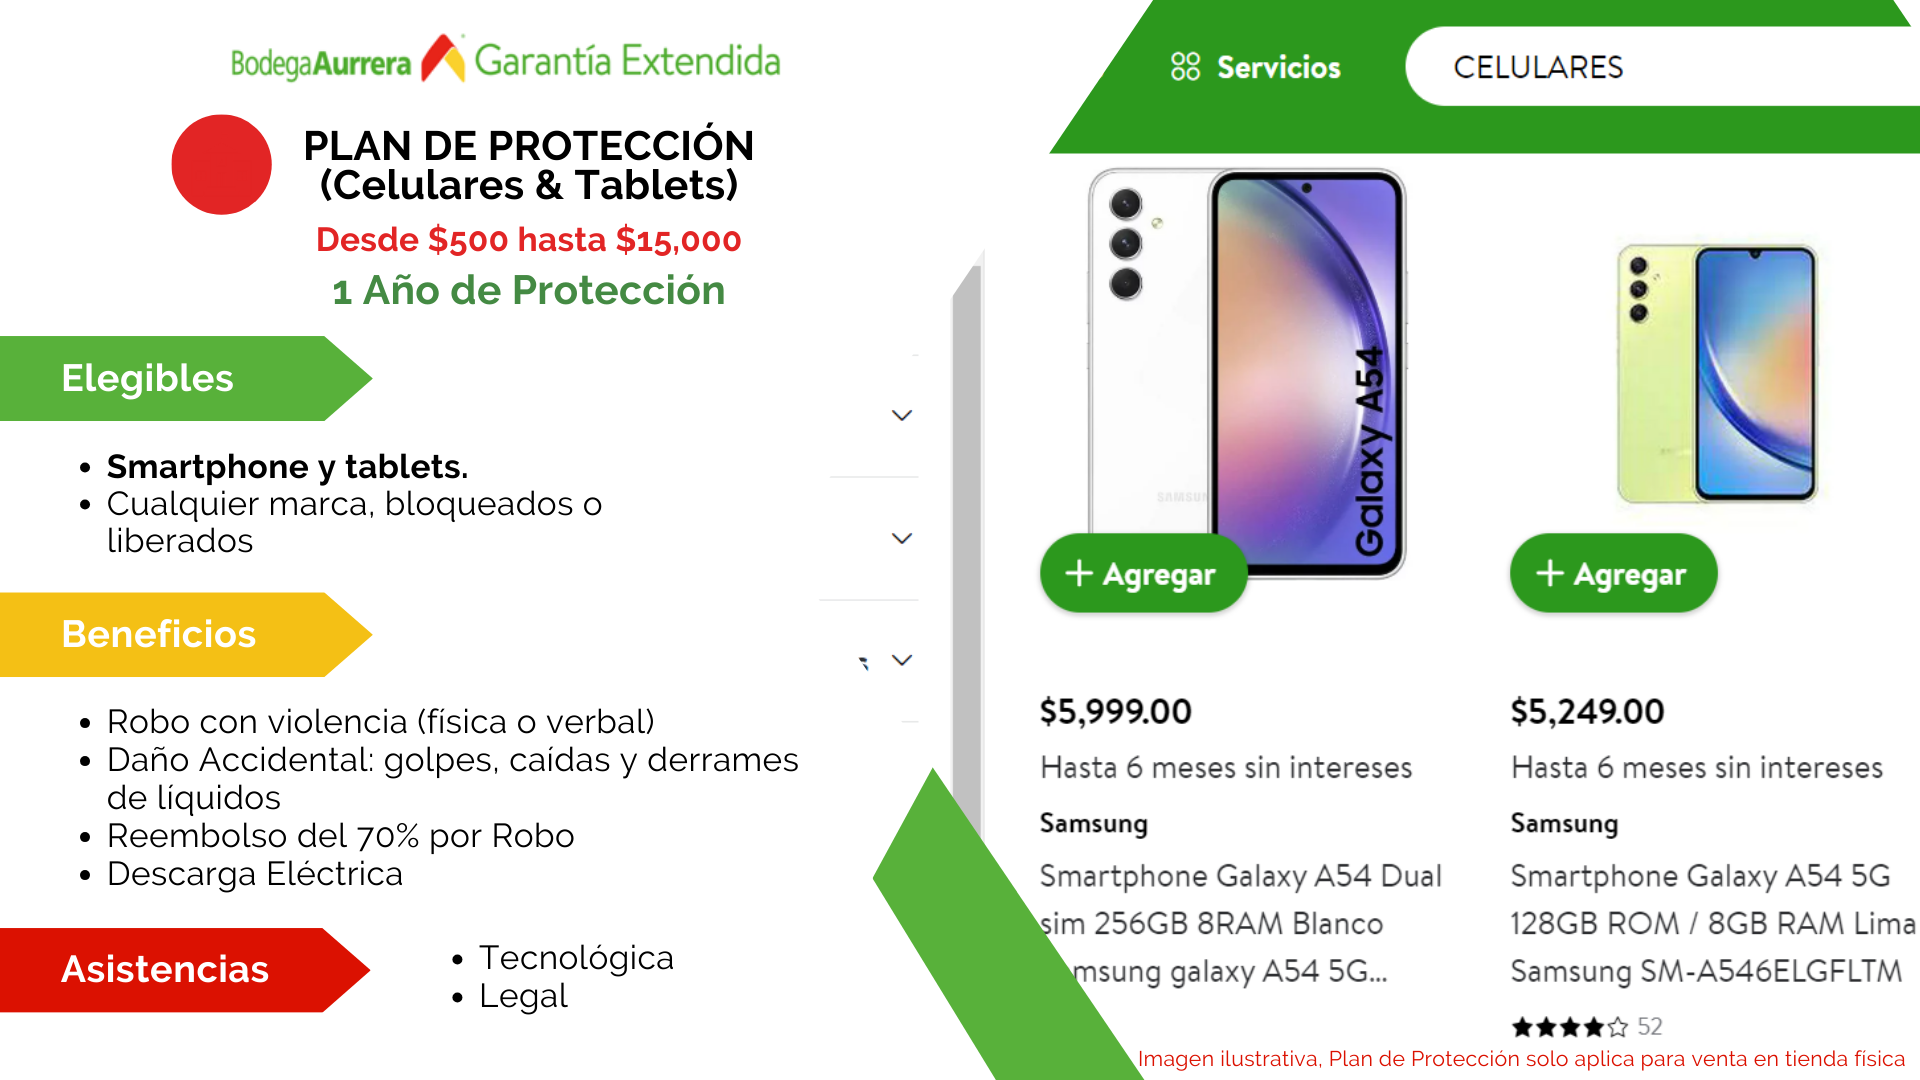 BodegaAurrera Garantía Extendida
PLAN DE PROTECCIÓN
(Celulares & Tablets)
Desde $500 hasta $15,000
1 Año de Protección
Elegibles
Smartphone y tablets.
Cualquier marca, bloqueados o
liberados
Beneficios
Robo con violencia (física o verbal)
Daño Accidental: golpes, caídas y derrames
de líquidos
Reembolso del 70% por Robo
Descarga Eléctrica
Asistencias
Tecnológica
Legal
Servicios
CELULARES
SAMSUNG
Galaxy A54
+ Agregar
$5,999.00
Hasta 6 meses sin intereses
Samsung
Smartphone Galaxy A54 Dual
sim 256GB 8RAM Blanco
msung galaxy A54 5G...
+ Agregar
$5,249.00
Hasta 6 meses sin intereses
Samsung
Smartphone Galaxy A54 5G
128GB ROM / 8GB RAM Lima
Samsung SM-A546ELGFLTM
52
Imagen ilustrativa, Plan de Protección solo aplica para venta en tienda física